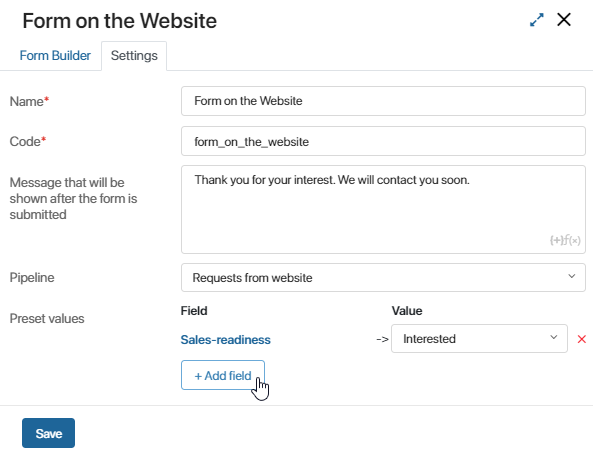 Form on the Website
Form Builder Settings
Name* Form on the Website
Code* form_on_the_website
Message that will be
shown after the form is
submitted
Thank you for your interest. We will contact you soon.
{+} f(x)
Pipeline Requests from website
Preset values
Field Value
Sales-readiness -> Interested
+ Add field
Save